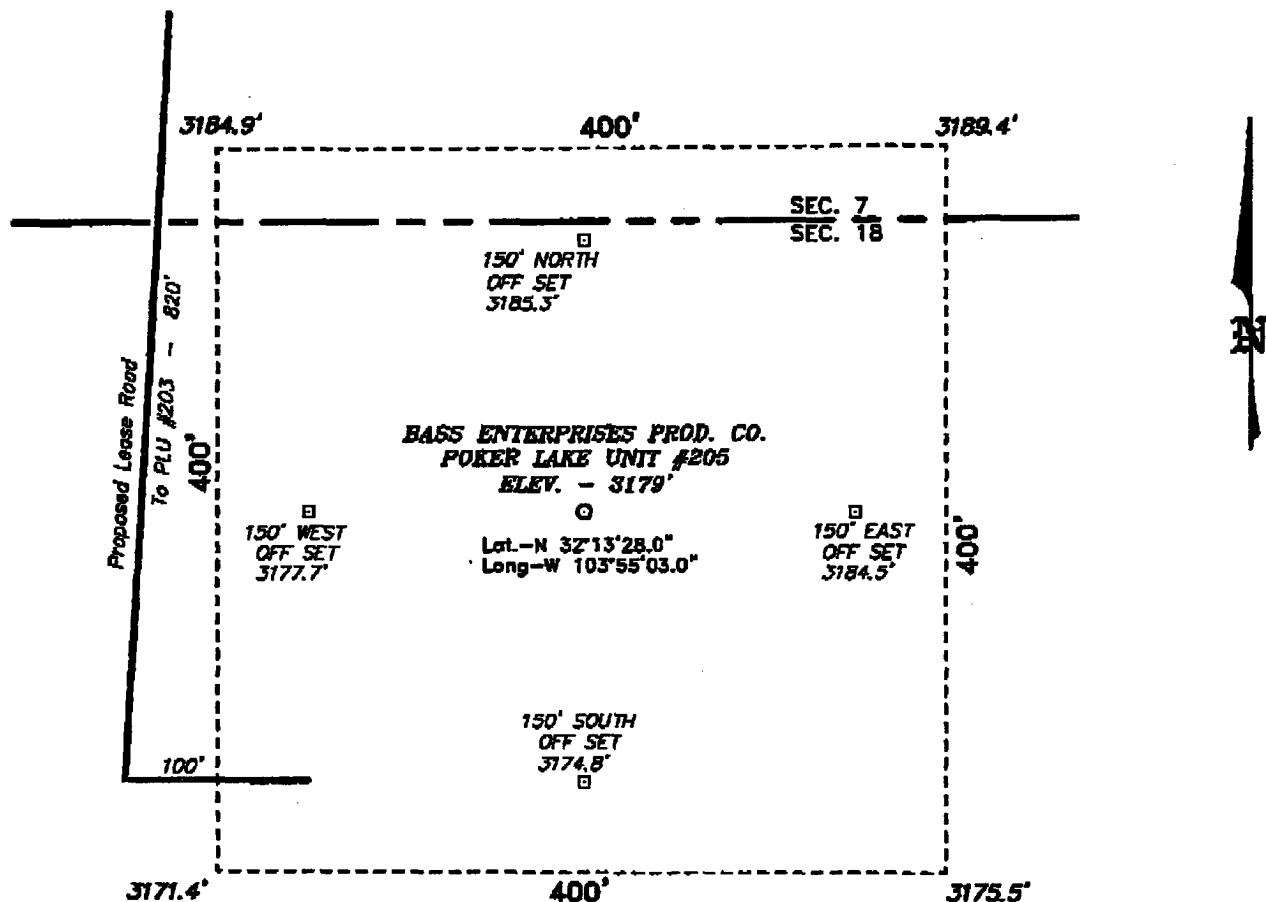 3184.9' 400' 3189.4'
SEC. 7
SEC. 18
150' NORTH
OFF SET
3185.3'
N
Proposed Lease Road
To PLU #203 - 820'
400'
BASS ENTERPRISES PROD. CO.
POKER LAKE UNIT #205
ELEV. - 3179'
150' WEST
OFF SET
3177.7'
Lat.-N 32°13'28.0"
Long-W 103°55'03.0"
150' EAST
OFF SET
3184.5'
400'
150' SOUTH
OFF SET
3174.8'
100'
3171.4' 400' 3175.5'